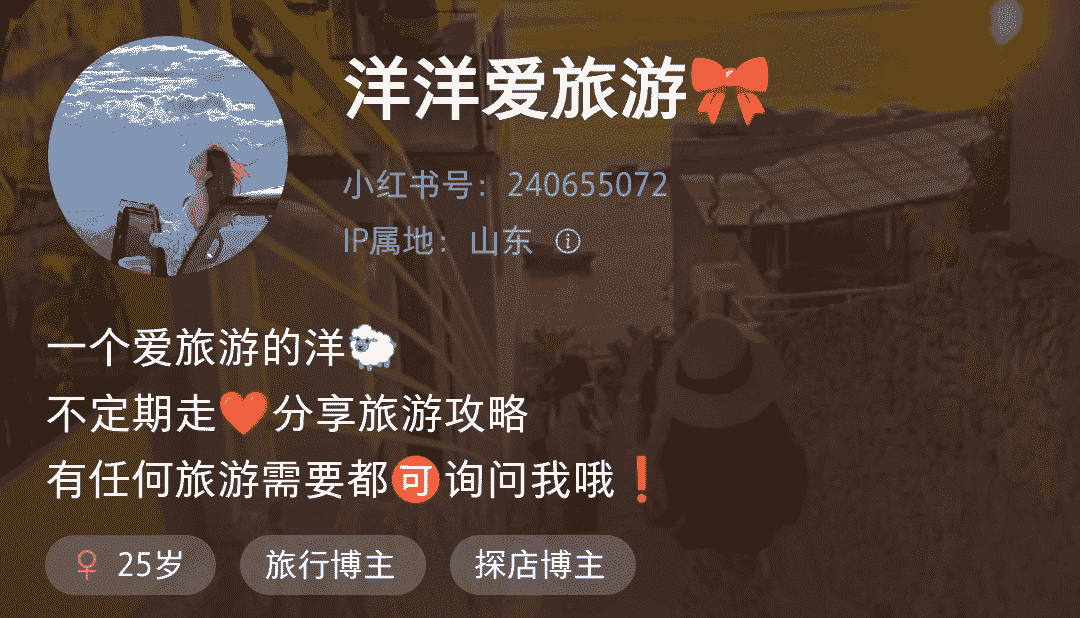 洋洋爱旅游🎀
小红书号：240655072
IP属地：山东 ⓘ
一个爱旅游的洋🐑
不定期走❤️分享旅游攻略
有任何旅游需要都🉑询问我哦❗
♀ 25岁 旅行博主 探店博主